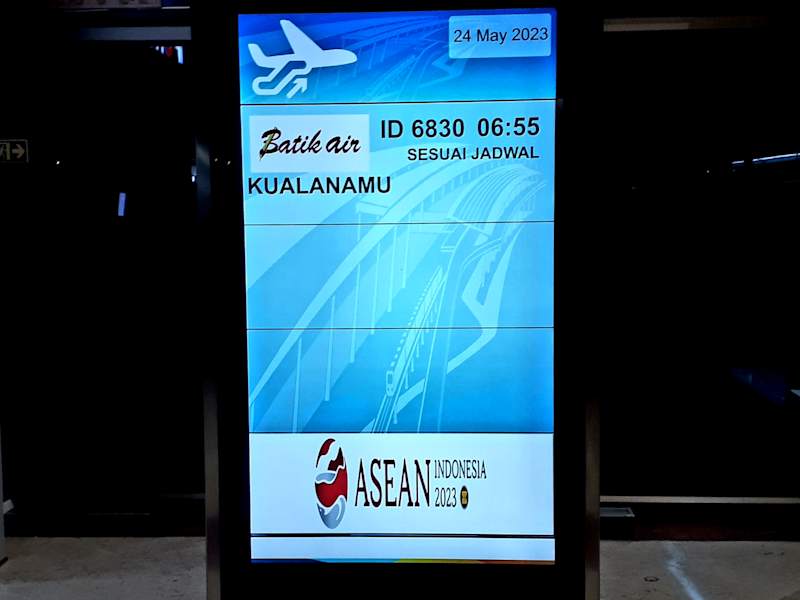 24 May 2023
Batik air
ID 6830 06:55
SESUAI JADWAL
KUALANAMU
ASEAN INDONESIA
2023